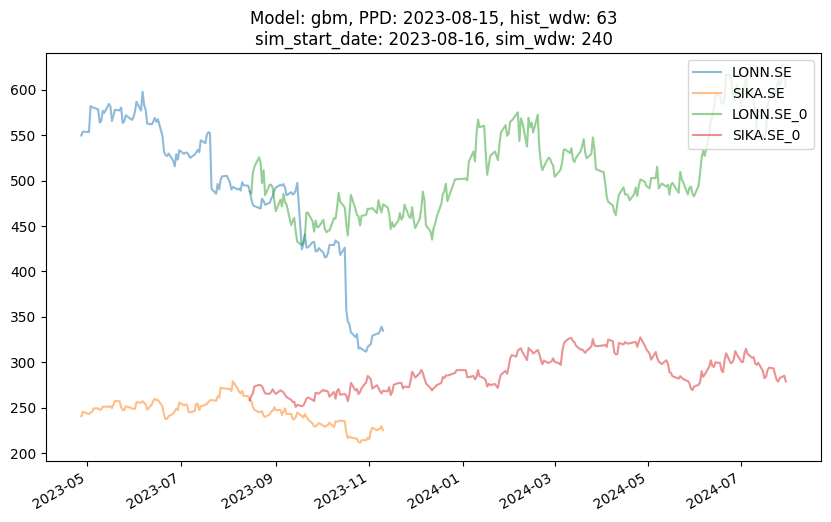 Model: gbm, PPD: 2023-08-15, hist_wdw: 63
sim_start_date: 2023-08-16, sim_wdw: 240
LONN.SE
SIKA.SE
LONN.SE_0
SIKA.SE_0
600
550
500
450
400
350
300
250
200
2023-05
2023-07
2023-09
2023-11
2024-01
2024-03
2024-05
2024-07